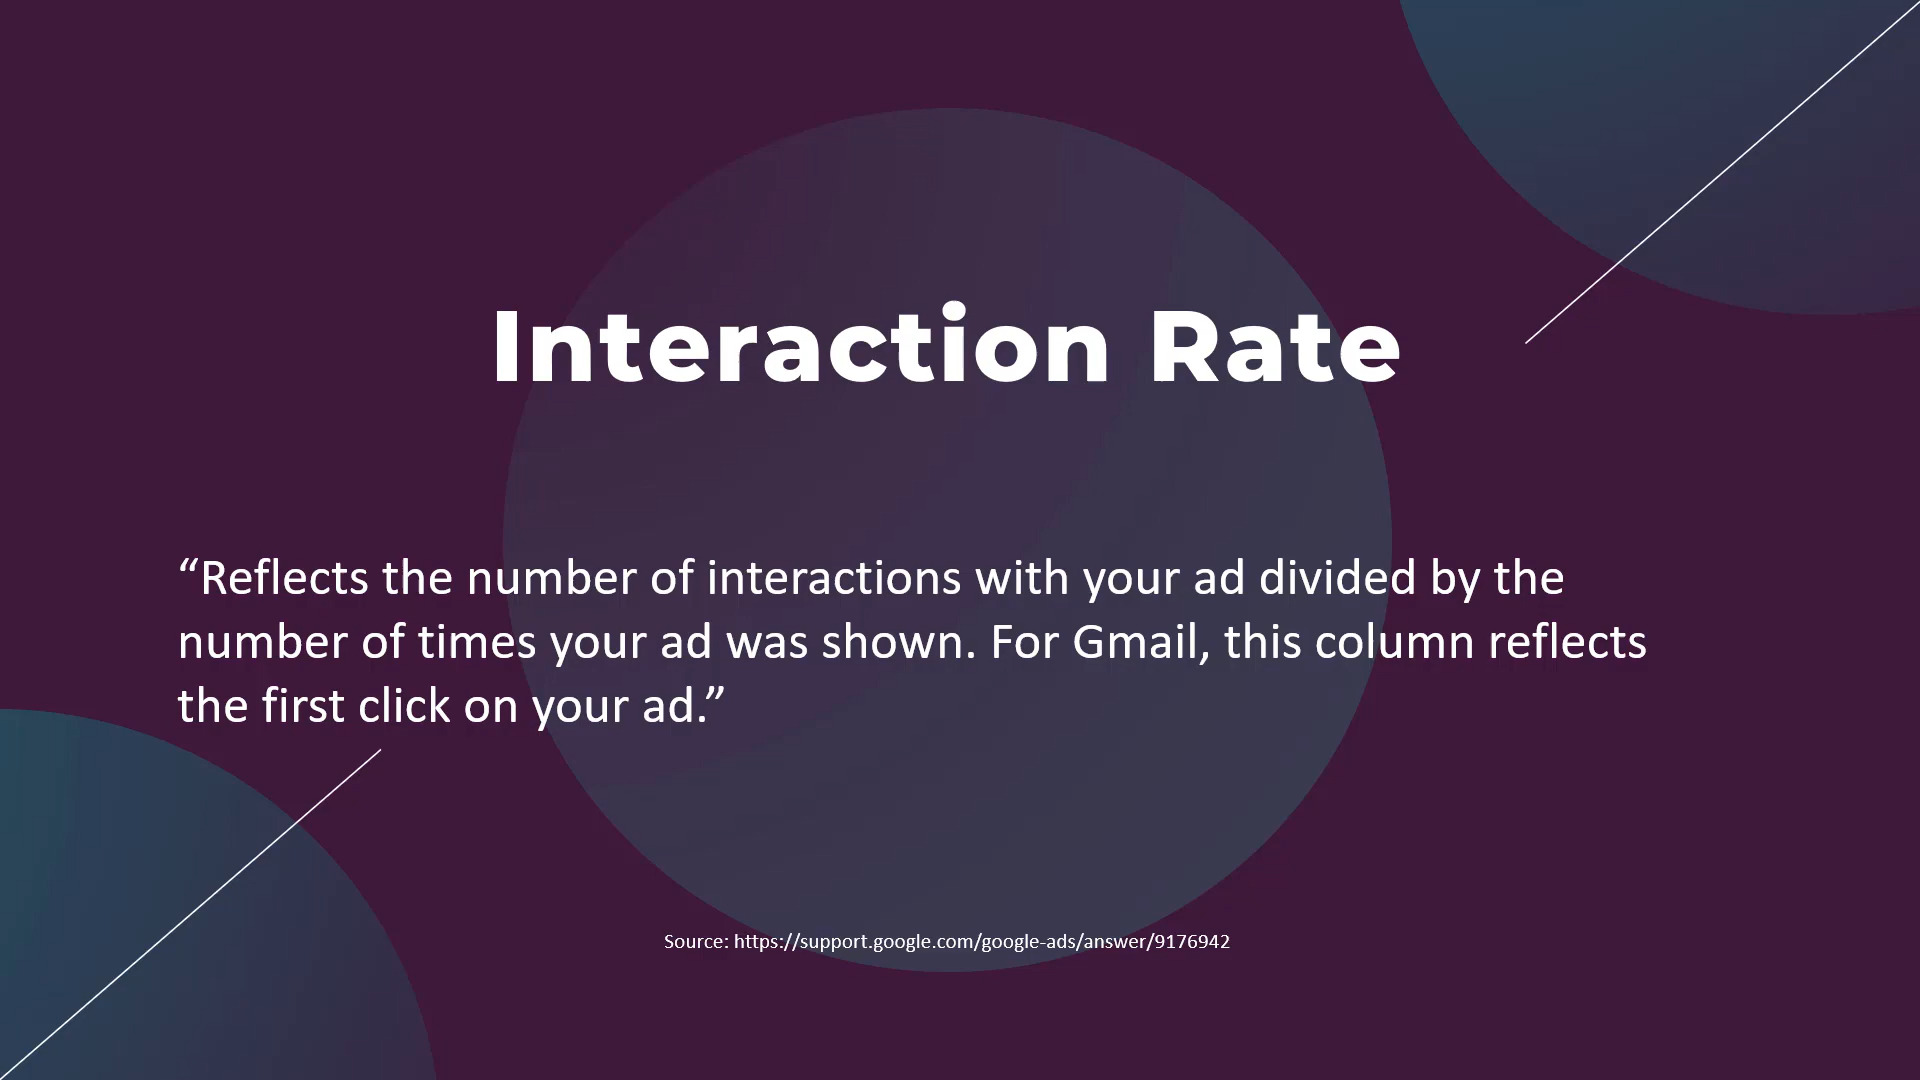 Interaction Rate
“Reflects the number of interactions with your ad divided by the
number of times your ad was shown. For Gmail, this column reflects
the first click on your ad.”
Source: https://support.google.com/google-ads/answer/9176942